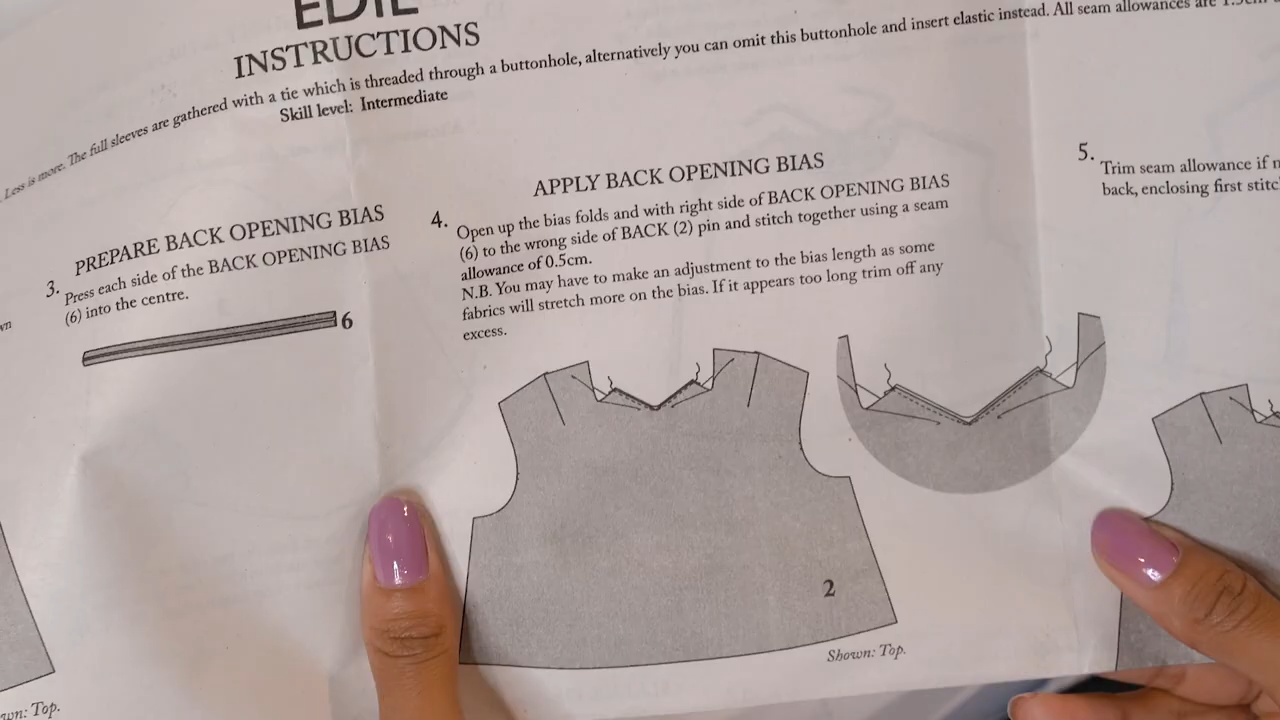 EDIE
INSTRUCTIONS
Less is more. The full sleeves are gathered with a tie which is threaded through a buttonhole, alternatively you can omit this buttonhole and insert elastic instead. All seam allowances are
Skill level: Intermediate
PREPARE BACK OPENING BIAS
3. Press each side of the BACK OPENING BIAS
(6) into the centre.
6
APPLY BACK OPENING BIAS
4. Open up the bias folds and with right side of BACK OPENING BIAS
(6) to the wrong side of BACK (2) pin and stitch together using a seam
allowance of 0.5cm.
N.B. You may have to make an adjustment to the bias length as some
fabrics will stretch more on the bias. If it appears too long trim off any
excess.
2
Shown: Top.
5. Trim seam allowance if
back, enclosing first
Top.